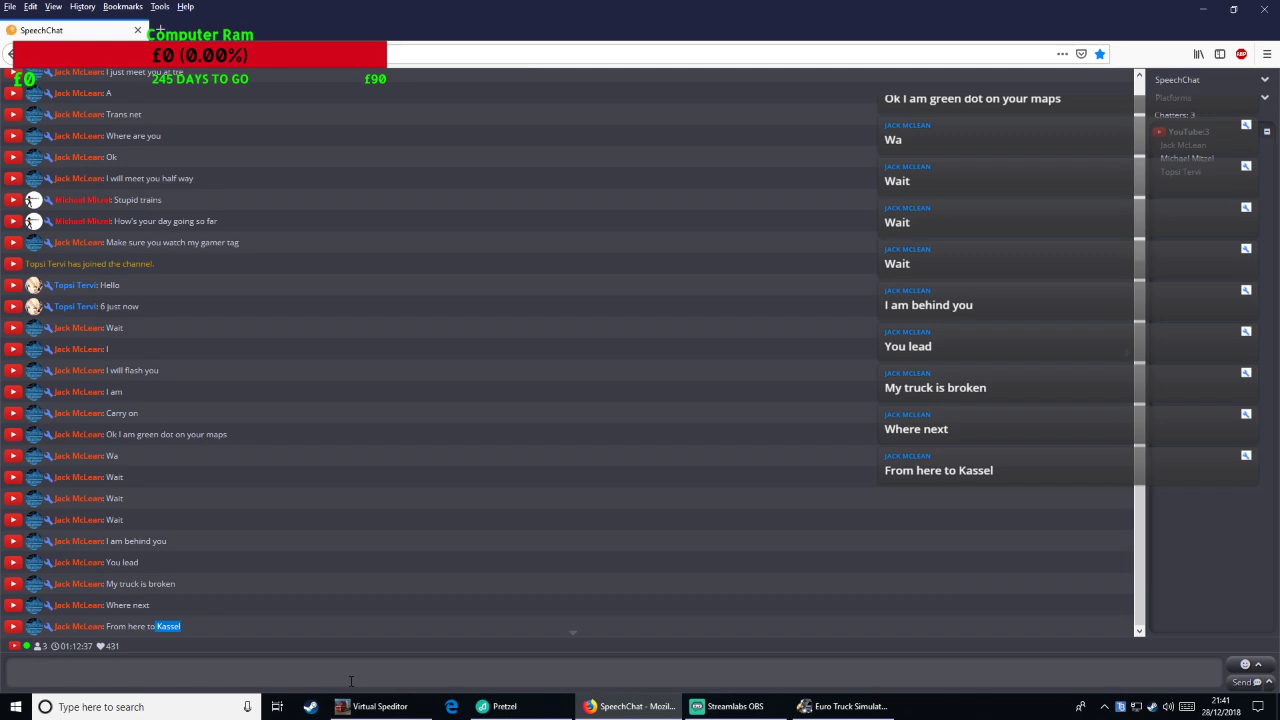 File Edit View History Bookmarks Tools Help
SpeechChat
Computer Ram
£0 (0.00%)
£0 245 DAYS TO GO £90
Jack McLean: I just meet you at tre
Jack McLean: A
Jack McLean: Trans net
Jack McLean: Where are you
Jack McLean: Ok
Jack McLean: I will meet you half way
Michael Mitzel: Stupid trains
Michael Mitzel: How's your day going so far
Jack McLean: Make sure you watch my gamer tag
Topsi Tervi has joined the channel.
Topsi Tervi: Hello
Topsi Tervi: 6 just now
Jack McLean: Wait
Jack McLean: I
Jack McLean: I will flash you
Jack McLean: I am
Jack McLean: Carry on
Jack McLean: Ok I am green dot on your maps
Jack McLean: Wa
Jack McLean: Wait
Jack McLean: Wait
Jack McLean: Wait
Jack McLean: I am behind you
Jack McLean: You lead
Jack McLean: My truck is broken
Jack McLean: Where next
Jack McLean: From here to Kassel
3 01:12:37 431
Ok I am green dot on your maps
JACK MCLEAN
Wa
JACK MCLEAN
Wait
JACK MCLEAN
Wait
JACK MCLEAN
Wait
JACK MCLEAN
I am behind you
JACK MCLEAN
You lead
JACK MCLEAN
My truck is broken
JACK MCLEAN
Where next
JACK MCLEAN
From here to Kassel
SpeechChat
Platforms
Chatters: 3
YouTube:3
Jack McLean
Michael Mitzel
Topsi Tervi
Send
Type here to search
Virtual Speditor
Pretzel
SpeechChat - Mozil...
Streamlabs OBS
Euro Truck Simulat...
21:41
28/12/2018